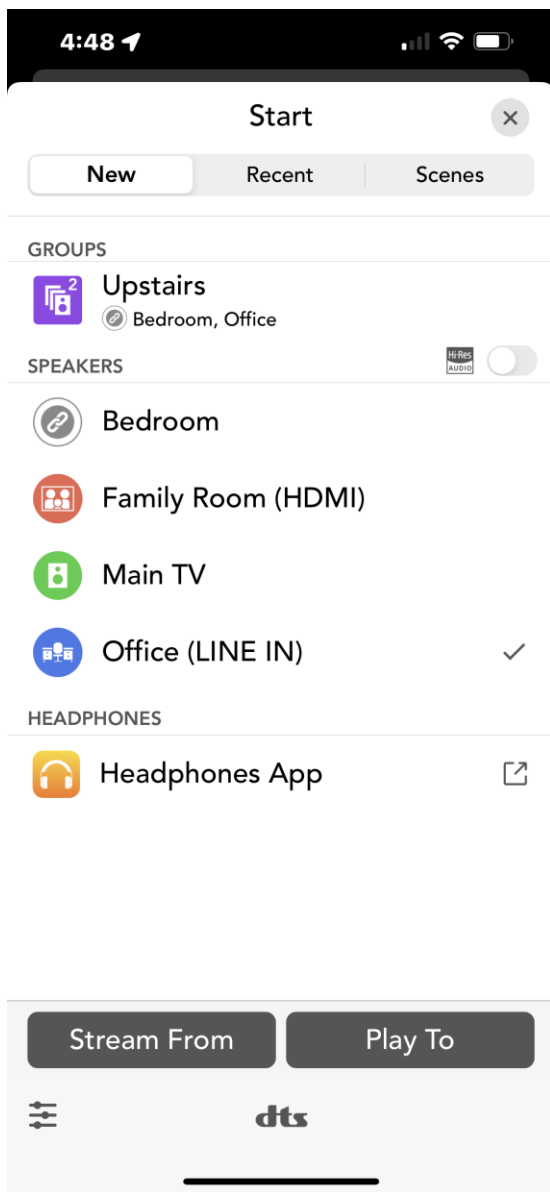 4:48
Start
New
Recent
Scenes
GROUPS
2
Upstairs
Bedroom, Office
SPEAKERS
Hi-Res
AUDIO
Bedroom
Family Room (HDMI)
Main TV
Office (LINE IN)
HEADPHONES
Headphones App
Stream From
Play To
dts